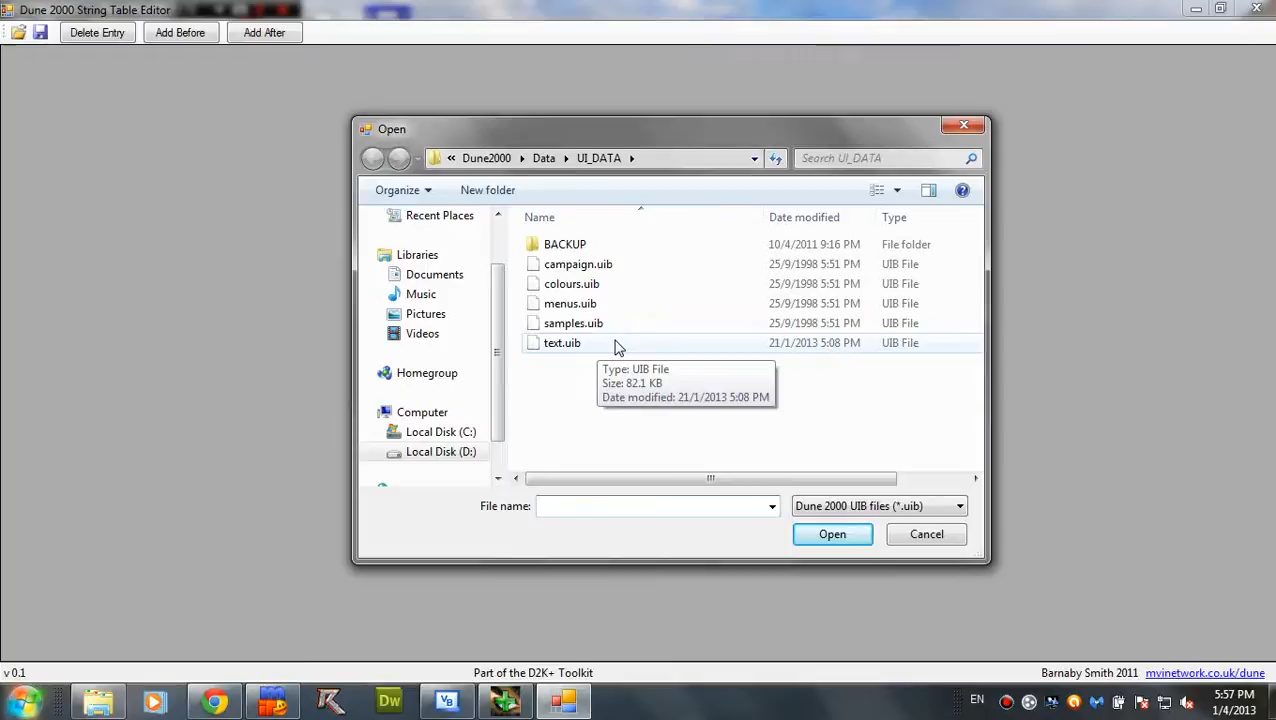 Dune 2000 String Table Editor
Delete Entry Add Before Add After
Open
« Dune2000 Data UI_DATA Search UI_DATA
Organize New folder
Name Date modified Type
Recent Places
Libraries
Documents
Music
Pictures
Videos
Homegroup
Computer
Local Disk (C:)
Local Disk (D:)
BACKUP 10/4/2011 9:16 PM File folder
campaign.uib 25/9/1998 5:51 PM UIB File
colours.uib 25/9/1998 5:51 PM UIB File
menus.uib 25/9/1998 5:51 PM UIB File
samples.uib 25/9/1998 5:51 PM UIB File
text.uib 21/1/2013 5:08 PM UIB File
Type: UIB File
Size: 82.1 KB
Date modified: 21/1/2013 5:08 PM
File name: Dune 2000 UIB files (*.uib)
Open Cancel
v 0.1 Part of the D2K+ Toolkit Barnaby Smith 2011 mvinetwork.co.uk/dune
Dw VB EN 5:57 PM
1/4/2013